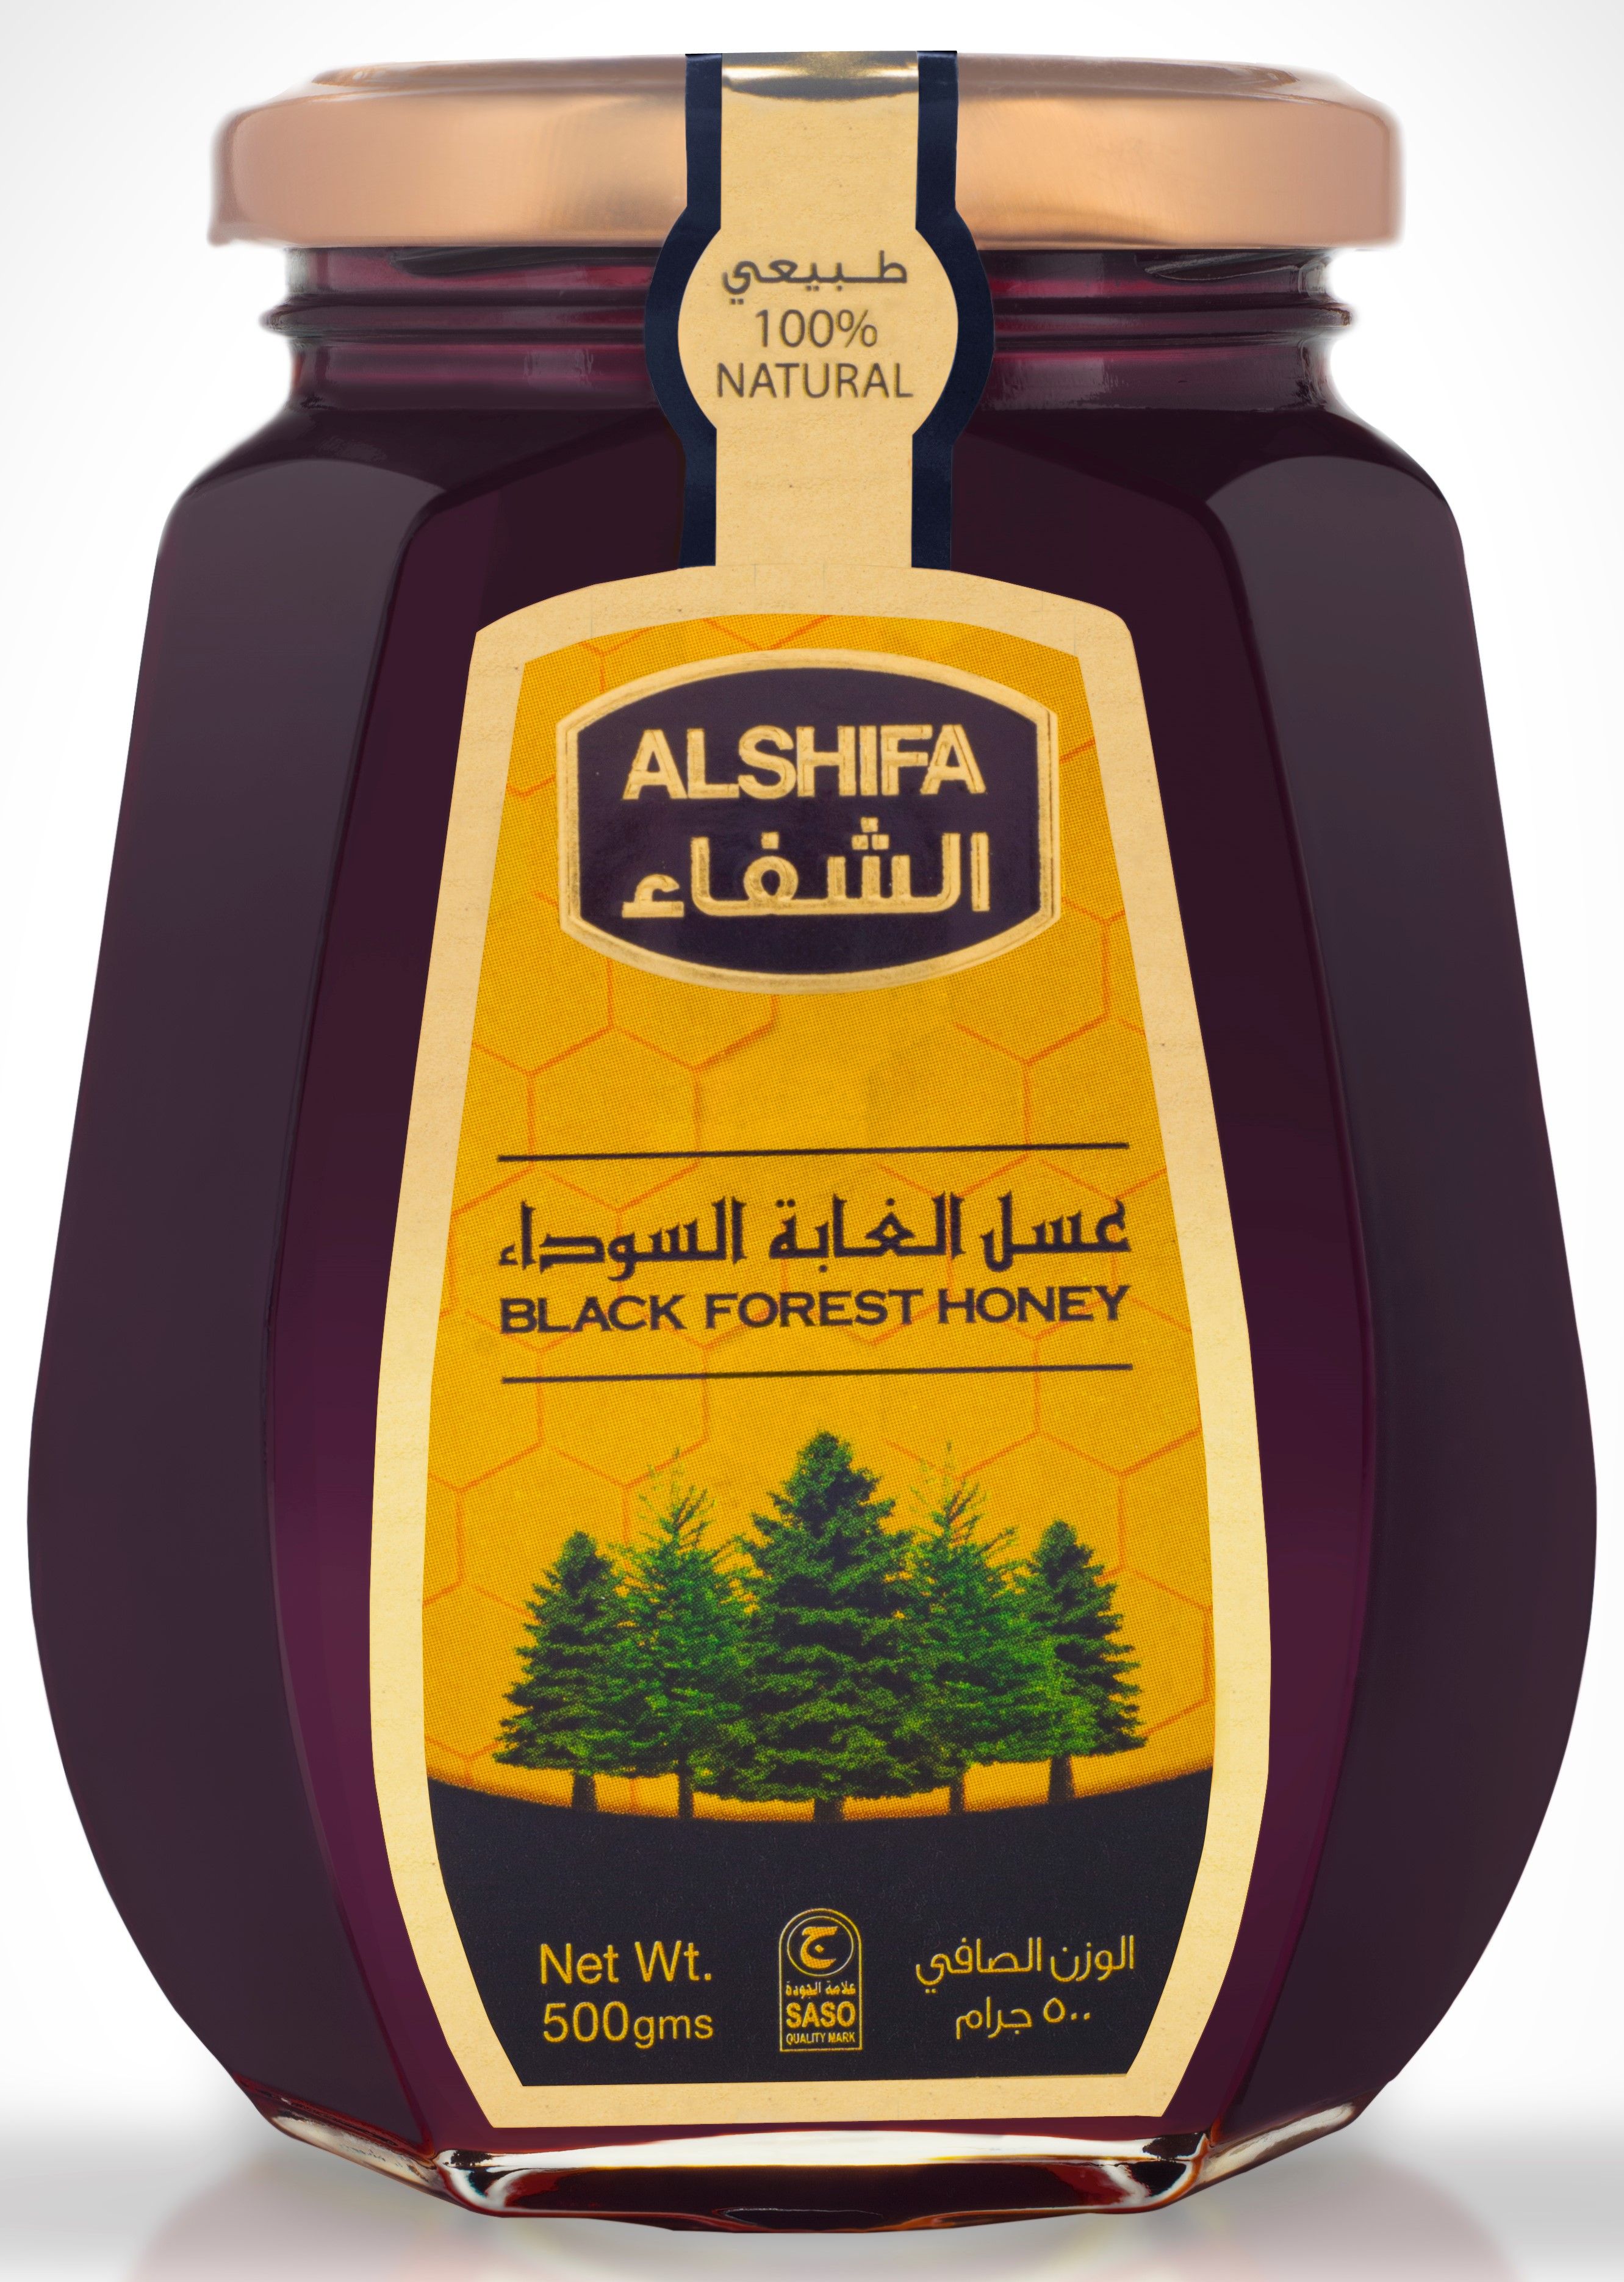 طبيعي
100%
NATURAL
ALSHIFA
الشفاء
عسل الغابة السوداء
BLACK FOREST HONEY
Net Wt.
500gms
ج
علامة الجودة
SASO
QUALITY MARK
الوزن الصافي
٥٠٠ جرام